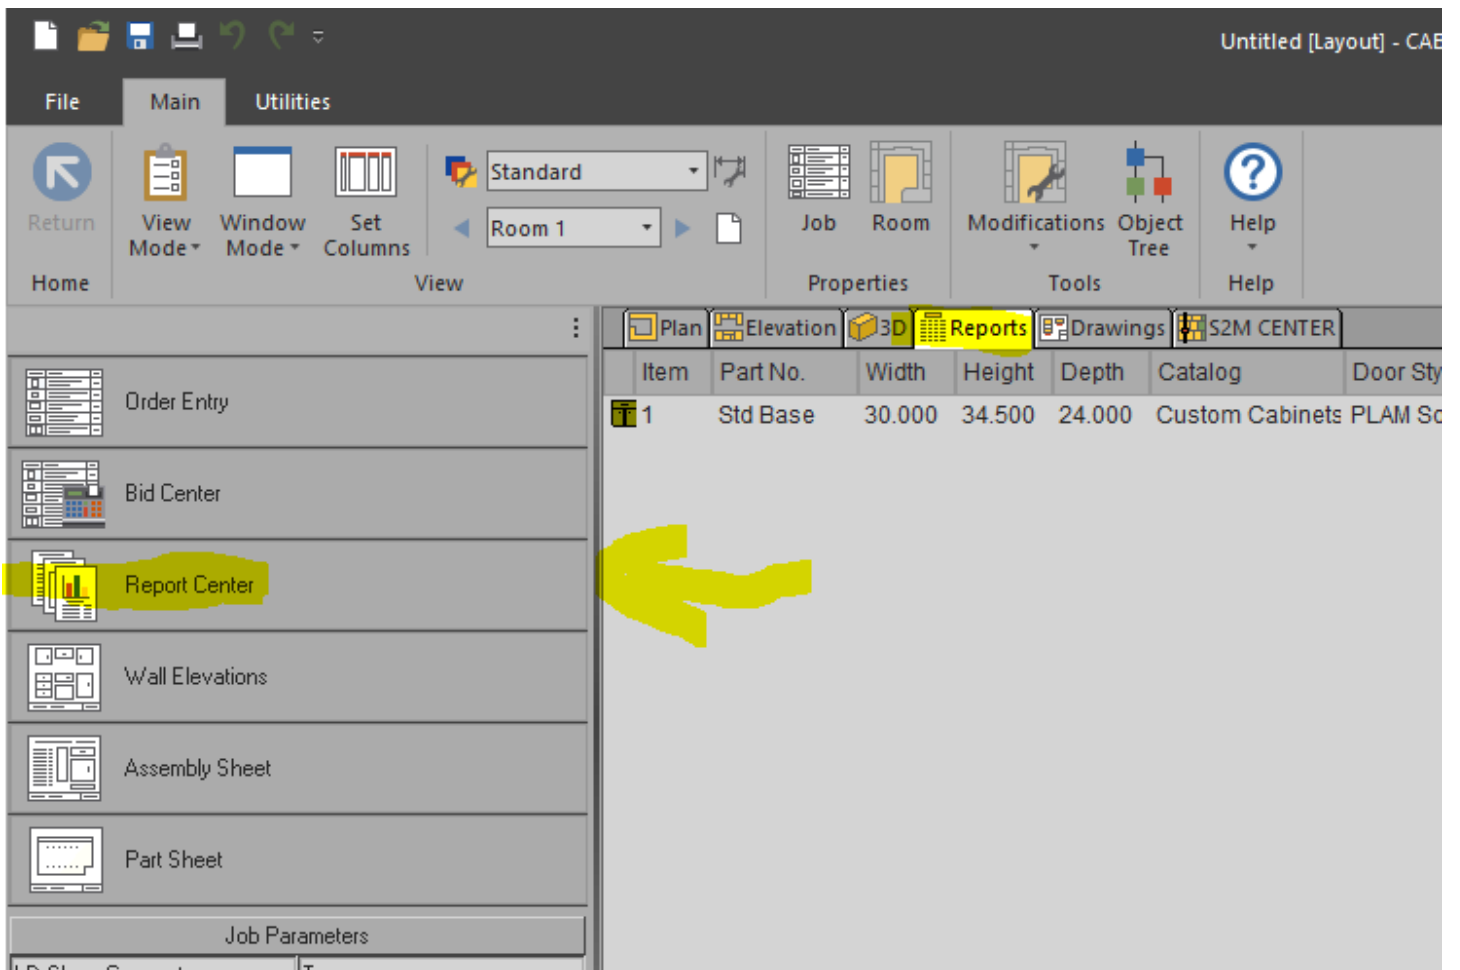 Untitled [Layout] - CAB
File Main Utilities
Standard
Room 1
Return View Mode Window Mode Set Columns Job Room Modifications Object Tree Help
Home View Properties Tools Help
Plan Elevation 3D Reports Drawings S2M CENTER
Item Part No. Width Height Depth Catalog Door Sty
1 Std Base 30.000 34.500 24.000 Custom Cabinets PLAM Sc
Order Entry
Bid Center
Report Center
Wall Elevations
Assembly Sheet
Part Sheet
Job Parameters